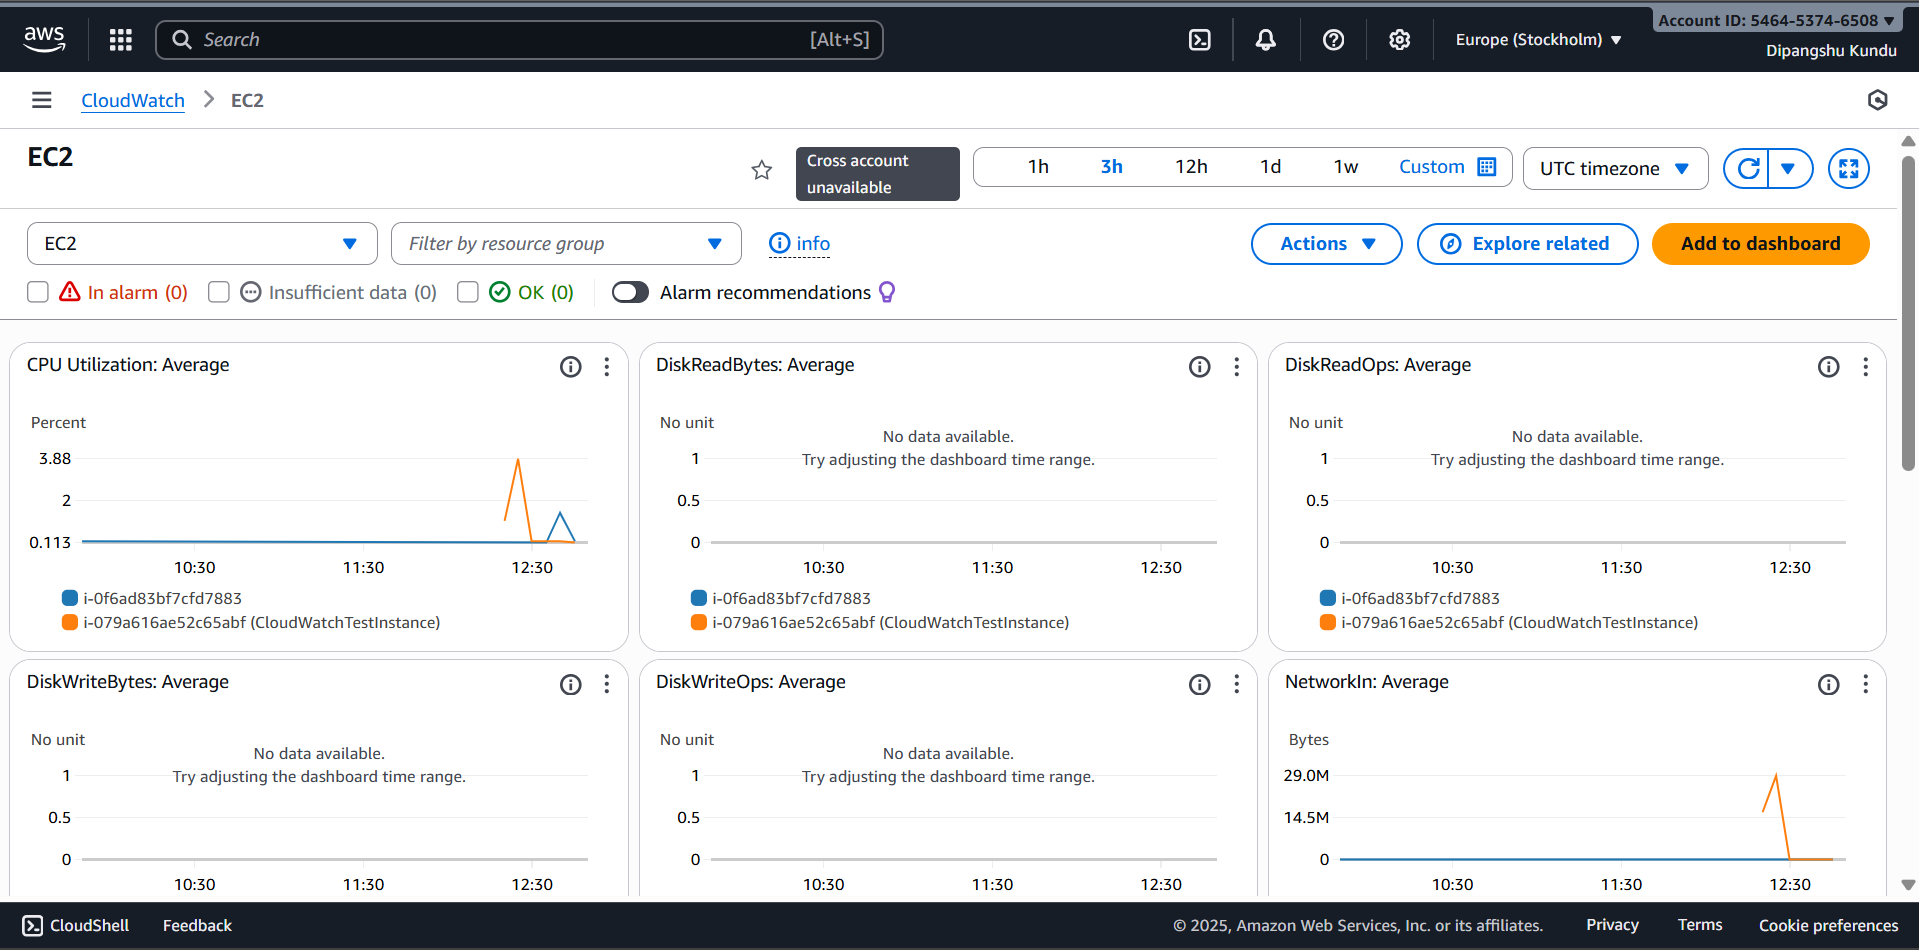 aws
Search
[Alt+S]
Europe (Stockholm)
Account ID: 5464-5374-6508
Dipangshu Kundu
CloudWatch
EC2
EC2
Cross account
unavailable
1h
3h
12h
1d
1w
Custom
UTC timezone
EC2
Filter by resource group
info
Actions
Explore related
Add to dashboard
In alarm (0)
Insufficient data (0)
OK (0)
Alarm recommendations
CPU Utilization: Average
Percent
3.88
2
0.113
10:30
11:30
12:30
i-0f6ad83bf7cfd7883
i-079a616ae52c65abf (CloudWatchTestInstance)
DiskReadBytes: Average
No unit
No data available.
Try adjusting the dashboard time range.
1
0.5
0
10:30
11:30
12:30
i-0f6ad83bf7cfd7883
i-079a616ae52c65abf (CloudWatchTestInstance)
DiskReadOps: Average
No unit
No data available.
Try adjusting the dashboard time range.
1
0.5
0
10:30
11:30
12:30
i-0f6ad83bf7cfd7883
i-079a616ae52c65abf (CloudWatchTestInstance)
DiskWriteBytes: Average
No unit
No data available.
Try adjusting the dashboard time range.
1
0.5
0
10:30
11:30
12:30
DiskWriteOps: Average
No unit
No data available.
Try adjusting the dashboard time range.
1
0.5
0
10:30
11:30
12:30
NetworkIn: Average
Bytes
29.0M
14.5M
0
10:30
11:30
12:30
CloudShell
Feedback
© 2025, Amazon Web Services, Inc. or its affiliates.
Privacy
Terms
Cookie preferences